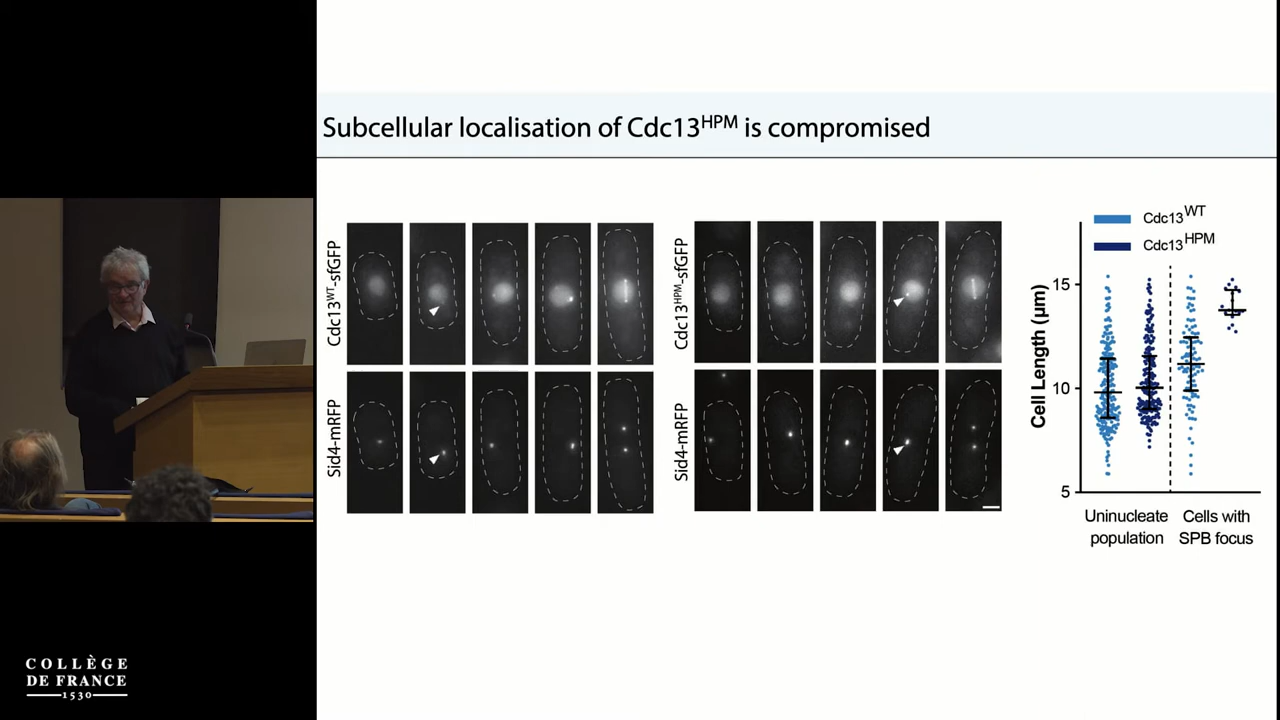 Subcellular localisation of Cdc13HPM is compromised
Cdc13WT-sfGFP
Sid4-mRFP
Cdc13HPM-sfGFP
Sid4-mRFP
Cdc13WT
Cdc13HPM
Cell Length (µm)
15
10
5
Uninucleate
population
Cells with
SPB focus
COLLÈGE
DE FRANCE
1530